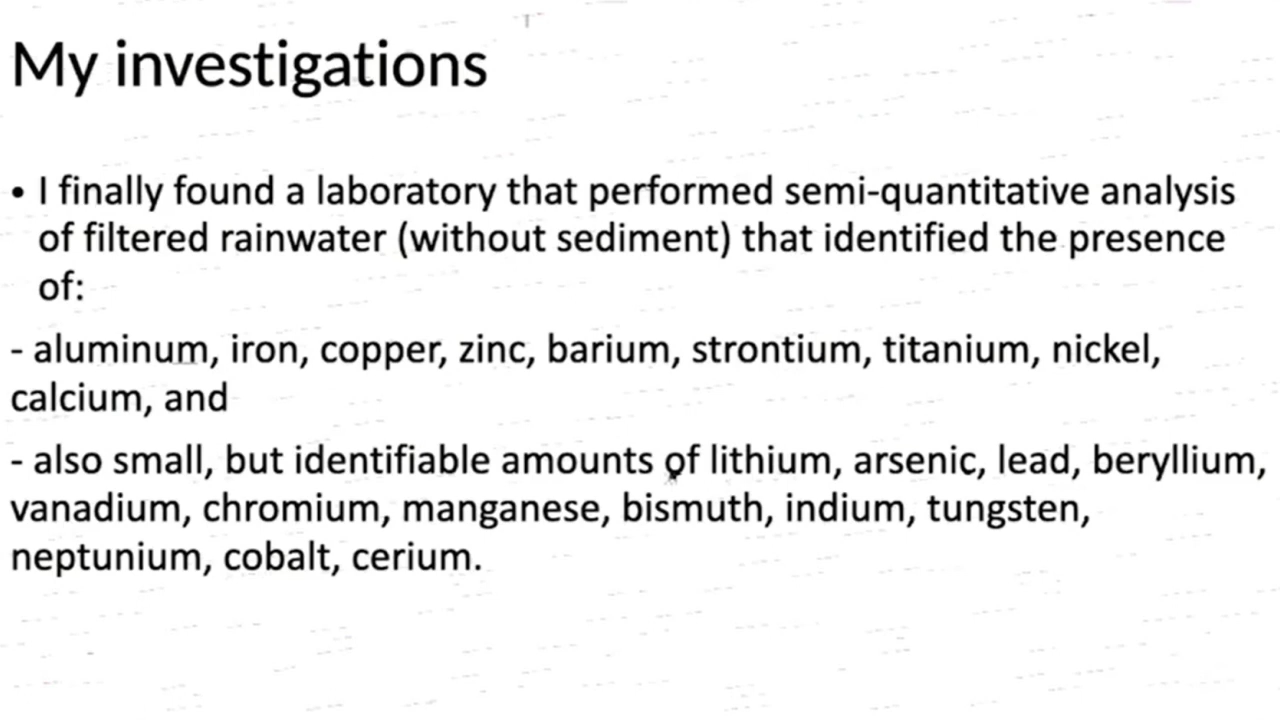 My investigations
• I finally found a laboratory that performed semi-quantitative analysis
of filtered rainwater (without sediment) that identified the presence
of:
- aluminum, iron, copper, zinc, barium, strontium, titanium, nickel,
calcium, and
- also small, but identifiable amounts of lithium, arsenic, lead, beryllium,
vanadium, chromium, manganese, bismuth, indium, tungsten,
neptunium, cobalt, cerium.